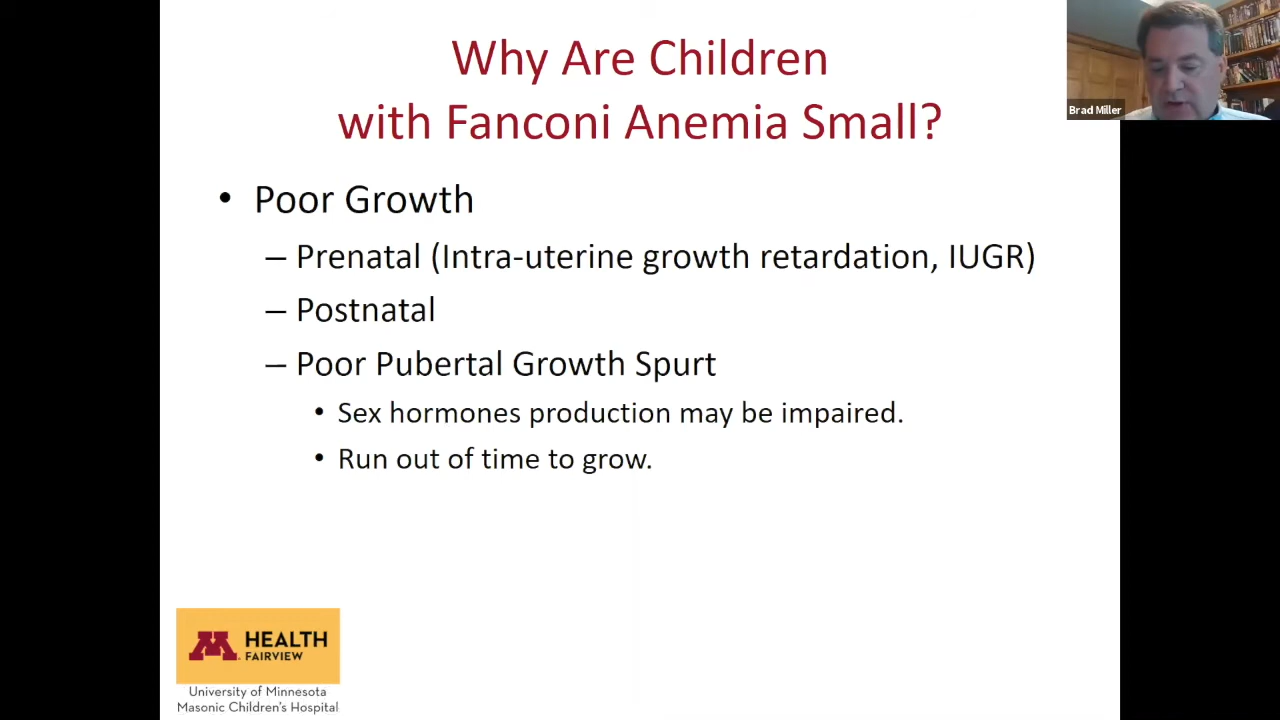 Why Are Children
with Fanconi Anemia Small?
• Poor Growth
– Prenatal (Intra-uterine growth retardation, IUGR)
– Postnatal
– Poor Pubertal Growth Spurt
• Sex hormones production may be impaired.
• Run out of time to grow.
M HEALTH
FAIRVIEW
University of Minnesota
Masonic Children's Hospital
Brad Miller